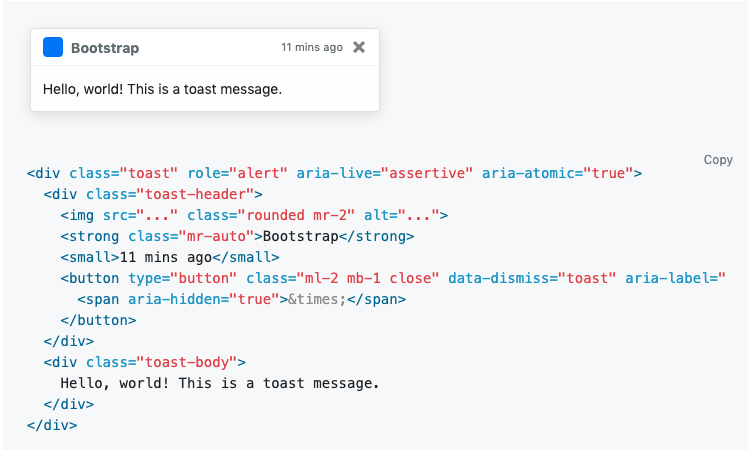 Bootstrap 11 mins ago ×
Hello, world! This is a toast message.
Copy
<div class="toast" role="alert" aria-live="assertive" aria-atomic="true">
  <div class="toast-header">
    <img src="..." class="rounded mr-2" alt="...">
    <strong class="mr-auto">Bootstrap</strong>
    <small>11 mins ago</small>
    <button type="button" class="ml-2 mb-1 close" data-dismiss="toast" aria-label="
      <span aria-hidden="true">&times;</span>
    </button>
  </div>
  <div class="toast-body">
    Hello, world! This is a toast message.
  </div>
</div>